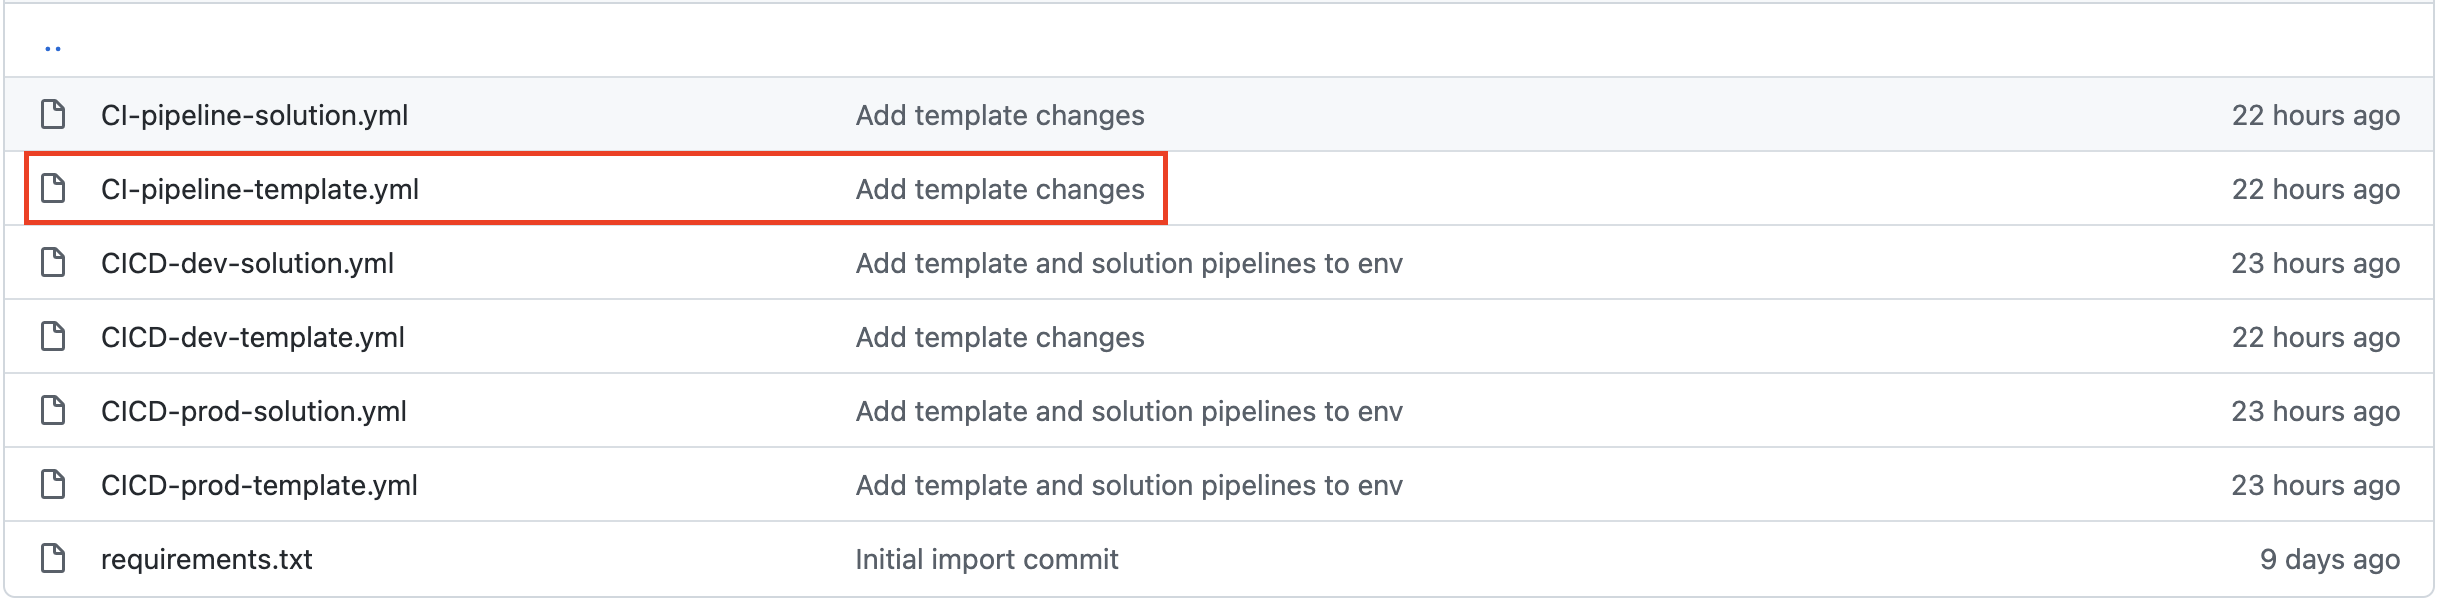 ..
CI-pipeline-solution.yml Add template changes 22 hours ago
CI-pipeline-template.yml Add template changes 22 hours ago
CICD-dev-solution.yml Add template and solution pipelines to env 23 hours ago
CICD-dev-template.yml Add template changes 22 hours ago
CICD-prod-solution.yml Add template and solution pipelines to env 23 hours ago
CICD-prod-template.yml Add template and solution pipelines to env 23 hours ago
requirements.txt Initial import commit 9 days ago